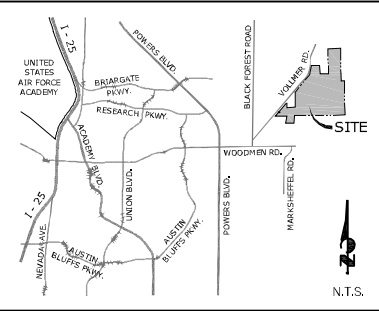 I - 25
POWERS BLVD.
BLACK FOREST ROAD
VOLLMER RD.
UNITED
STATES
AIR FORCE
ACADEMY
BRIARGATE
PKWY.
RESEARCH PKWY.
SITE
ACADEMY BLVD.
WOODMEN RD.
UNION BLVD.
MARKSHEFFEL RD.
I - 25
POWERS BLVD.
AUSTIN
BLUFFS PKWY.
NEVADA AVE.
AUSTIN
BLUFFS PKWY.
N
N.T.S.